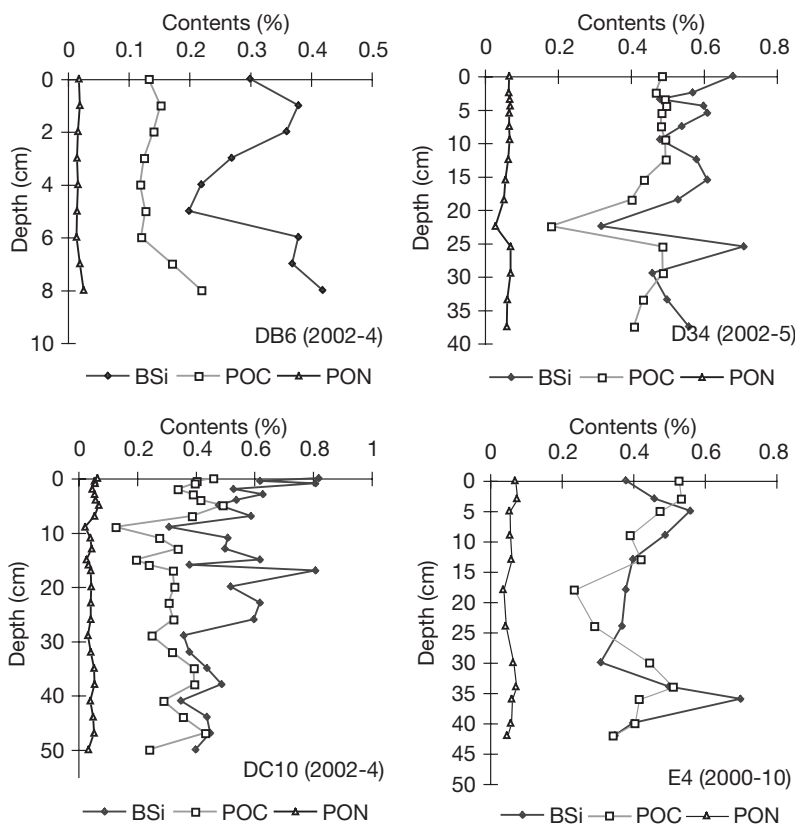 Contents (%)
0 0.1 0.2 0.3 0.4 0.5
0
2
4
6
8
10
Depth (cm)
DB6 (2002-4)
BSi POC PON
Contents (%)
0 0.2 0.4 0.6 0.8
0
5
10
15
20
25
30
35
40
Depth (cm)
D34 (2002-5)
BSi POC PON
Contents (%)
0 0.2 0.4 0.6 0.8 1
0
10
20
30
40
50
Depth (cm)
DC10 (2002-4)
BSi POC PON
Contents (%)
0 0.2 0.4 0.6 0.8
0
5
10
15
20
25
30
35
40
45
50
Depth (cm)
E4 (2000-10)
BSi POC PON